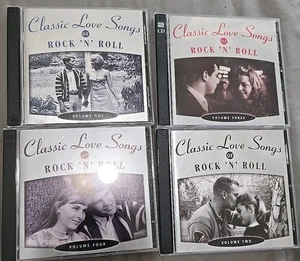 Classic Love Songs
OF
ROCK 'N' ROLL
VOLUME ONE
2
CD
Classic Love Songs
OF
ROCK 'N' ROLL
VOLUME THREE
Classic Love Songs
OF
ROCK 'N' ROLL
VOLUME FOUR
Classic Love Songs
OF
ROCK 'N' ROLL
VOLUME TWO